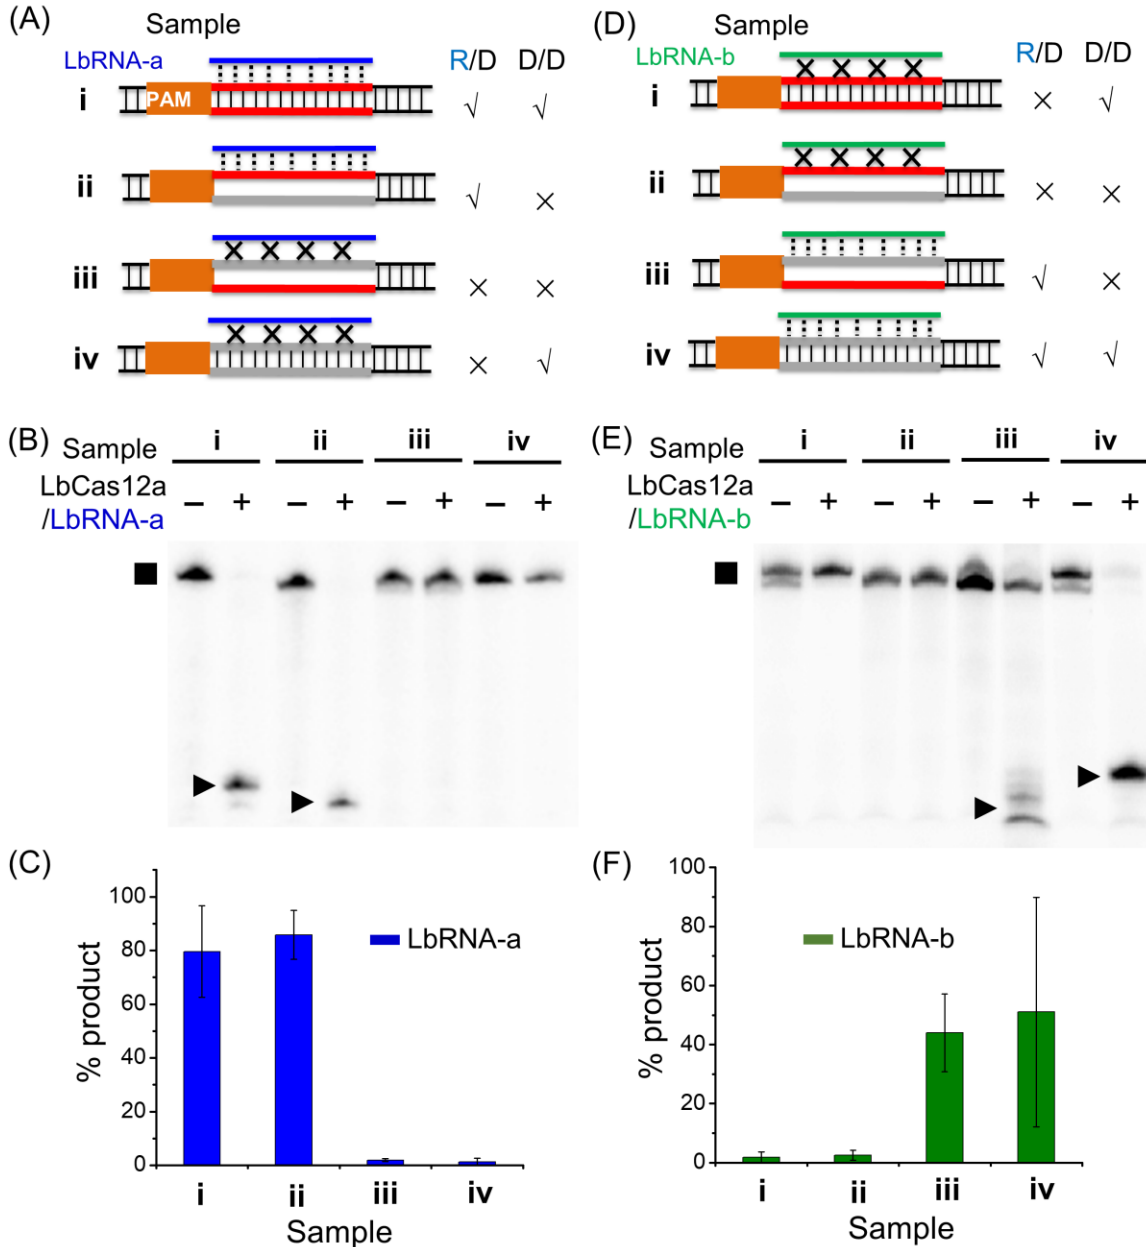 (A)
Sample
LbRNA-a
R/D D/D
i
PAM
√ √
ii
√ ×
iii
× ×
iv
× √
(D)
Sample
LbRNA-b
R/D D/D
i
× √
ii
× ×
iii
√ ×
iv
√ √
(B)
Sample i ii iii iv
LbCas12a
/LbRNA-a
– + – + – + – +
(E)
Sample i ii iii iv
LbCas12a
/LbRNA-b
– + – + – + – +
(C)
% product
100
80
60
40
20
0
LbRNA-a
i ii iii iv
Sample
(F)
% product
100
80
60
40
20
0
LbRNA-b
i ii iii iv
Sample